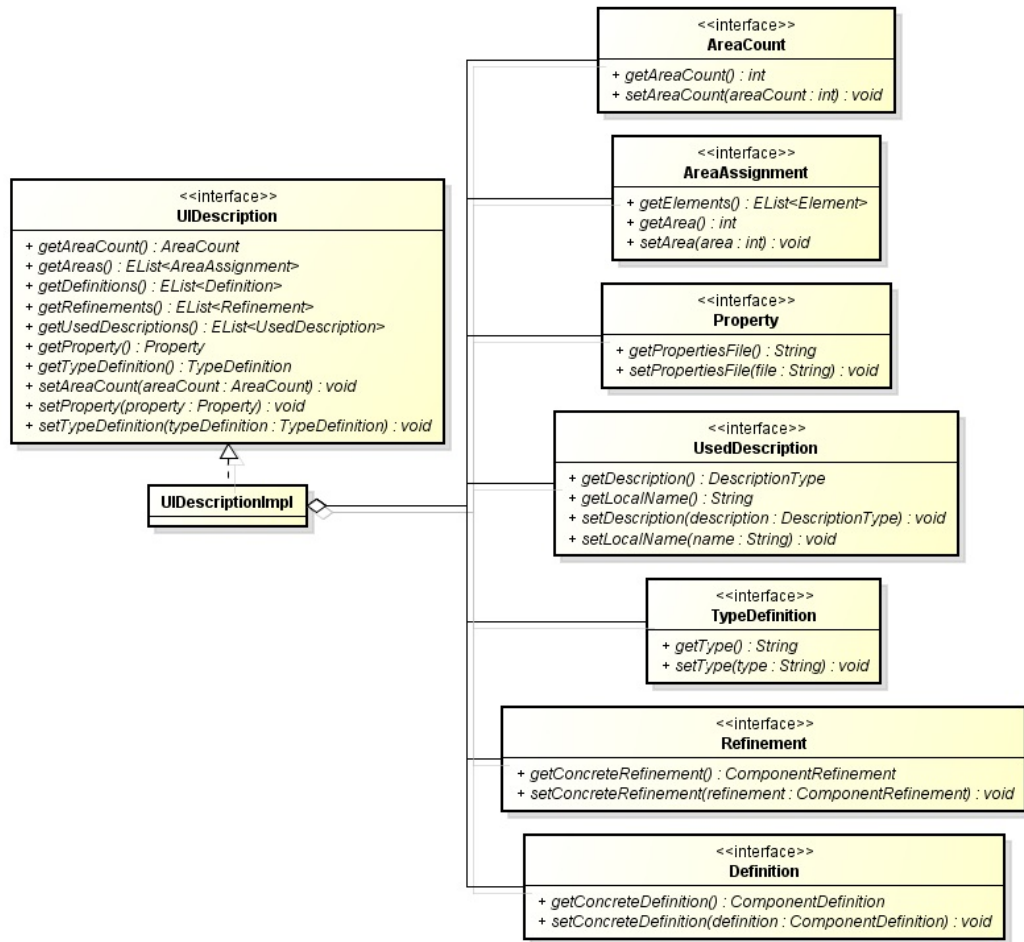 <<interface>>
AreaCount
+ getAreaCount() : int
+ setAreaCount(areaCount : int) : void
<<interface>>
AreaAssignment
+ getElements() : EList<Element>
+ getArea() : int
+ setArea(area : int) : void
<<interface>>
UIDescription
+ getAreaCount() : AreaCount
+ getAreas() : EList<AreaAssignment>
+ getDefinitions() : EList<Definition>
+ getRefinements() : EList<Refinement>
+ getUsedDescriptions() : EList<UsedDescription>
+ getProperty() : Property
+ getTypeDefinition() : TypeDefinition
+ setAreaCount(areaCount : AreaCount) : void
+ setProperty(property : Property) : void
+ setTypeDefinition(typeDefinition : TypeDefinition) : void
<<interface>>
Property
+ getPropertiesFile() : String
+ setPropertiesFile(file : String) : void
<<interface>>
UsedDescription
+ getDescription() : DescriptionType
+ getLocalName() : String
+ setDescription(description : DescriptionType) : void
+ setLocalName(name : String) : void
UIDescriptionImpl
<<interface>>
TypeDefinition
+ getType() : String
+ setType(type : String) : void
<<interface>>
Refinement
+ getConcreteRefinement() : ComponentRefinement
+ setConcreteRefinement(refinement : ComponentRefinement) : void
<<interface>>
Definition
+ getConcreteDefinition() : ComponentDefinition
+ setConcreteDefinition(definition : ComponentDefinition) : void